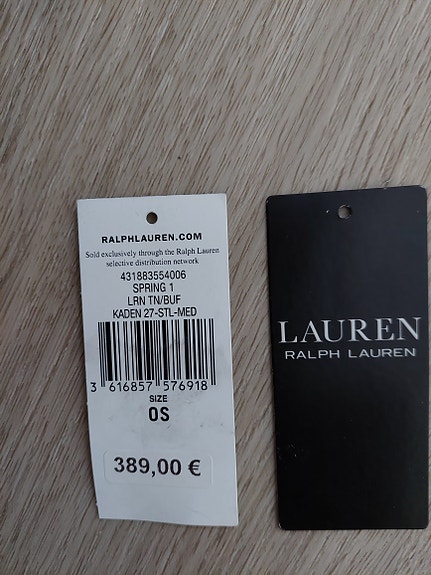 RALPHLAUREN.COM
Sold exclusively through the Ralph Lauren
selective distribution network
431883554006
SPRING 1
LRN TN/BUF
KADEN 27-STL-MED
3 616857 576918
SIZE
OS
389,00 €
LAUREN
RALPH LAUREN